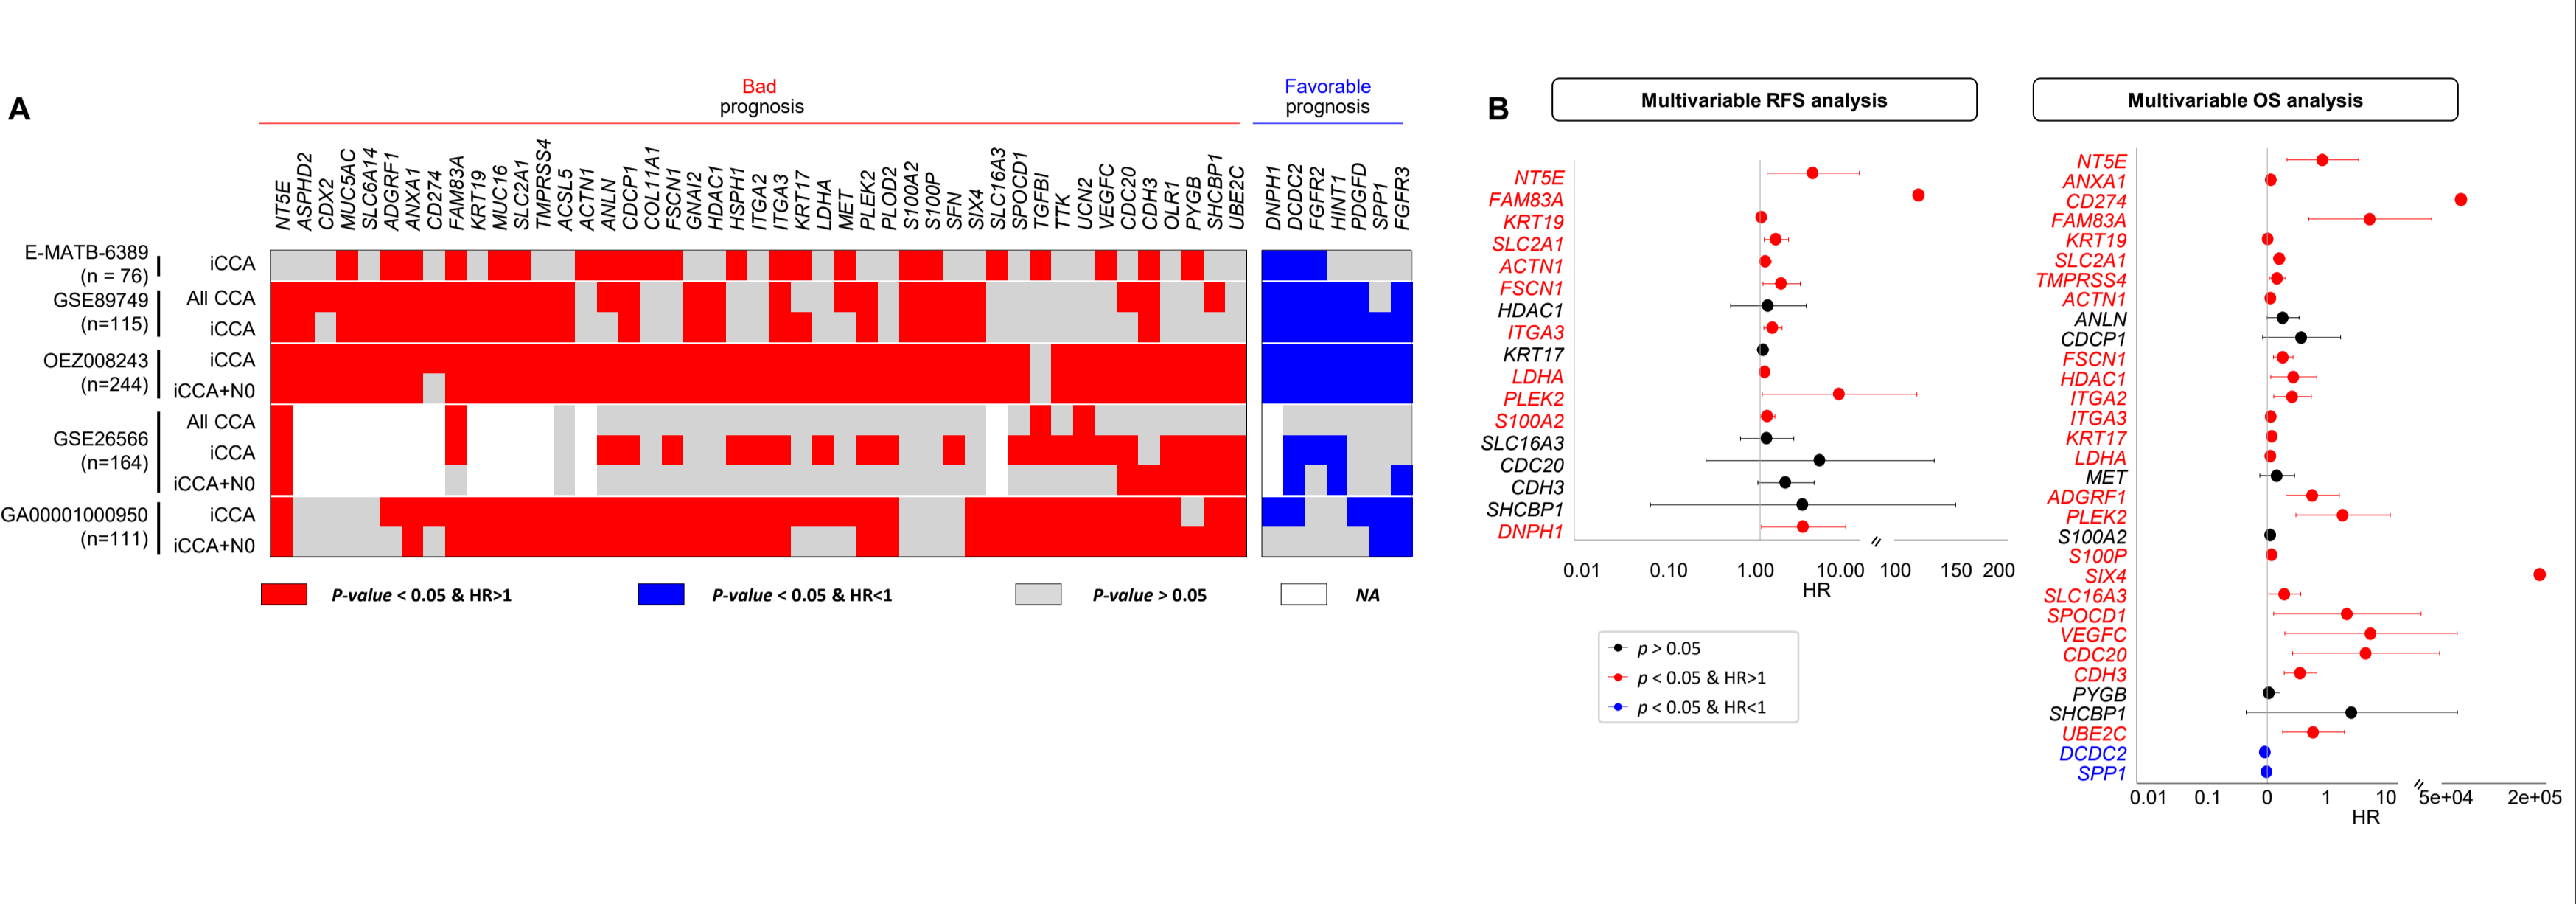 A
Bad
prognosis
Favorable
prognosis
NT5E
ASPHD2
CDX2
MUC5AC
SLC6A14
ADGRF1
ANXA1
CD274
FAM83A
KRT19
MUC16
SLC2A1
TMPRSS4
ACSL5
ACTN1
ANLN
CDCP1
COL11A1
FSCN1
GNAI2
HDAC1
HSPH1
ITGA2
ITGA3
KRT17
LDHA
MET
PLEK2
PLOD2
S100A2
S100P
SFN
SIX4
SLC16A3
SPOCD1
TGFBI
TTK
UCN2
VEGFC
CDC20
CDH3
OLR1
PYGB
SHCBP1
UBE2C
DNPH1
DCDC2
FGFR2
HINT1
PDGFD
SPP1
FGFR3
E-MATB-6389
(n = 76)
iCCA
GSE89749
(n=115)
All CCA
iCCA
OEZ008243
(n=244)
iCCA
iCCA+N0
GSE26566
(n=164)
All CCA
iCCA
iCCA+N0
GA00001000950
(n=111)
iCCA
iCCA+N0
P-value < 0.05 & HR>1
P-value < 0.05 & HR<1
P-value > 0.05
NA
B
Multivariable RFS analysis
NT5E
FAM83A
KRT19
SLC2A1
ACTN1
FSCN1
HDAC1
ITGA3
KRT17
LDHA
PLEK2
S100A2
SLC16A3
CDC20
CDH3
SHCBP1
DNPH1
//
0.01 0.10 1.00 10.00 100 150 200
HR
p > 0.05
p < 0.05 & HR>1
p < 0.05 & HR<1
Multivariable OS analysis
NT5E
ANXA1
CD274
FAM83A
KRT19
SLC2A1
TMPRSS4
ACTN1
ANLN
CDCP1
FSCN1
HDAC1
ITGA2
ITGA3
KRT17
LDHA
MET
ADGRF1
PLEK2
S100A2
S100P
SIX4
SLC16A3
SPOCD1
VEGFC
CDC20
CDH3
PYGB
SHCBP1
UBE2C
DCDC2
SPP1
//
0.01 0.1 0 1 10 5e+04 2e+05
HR